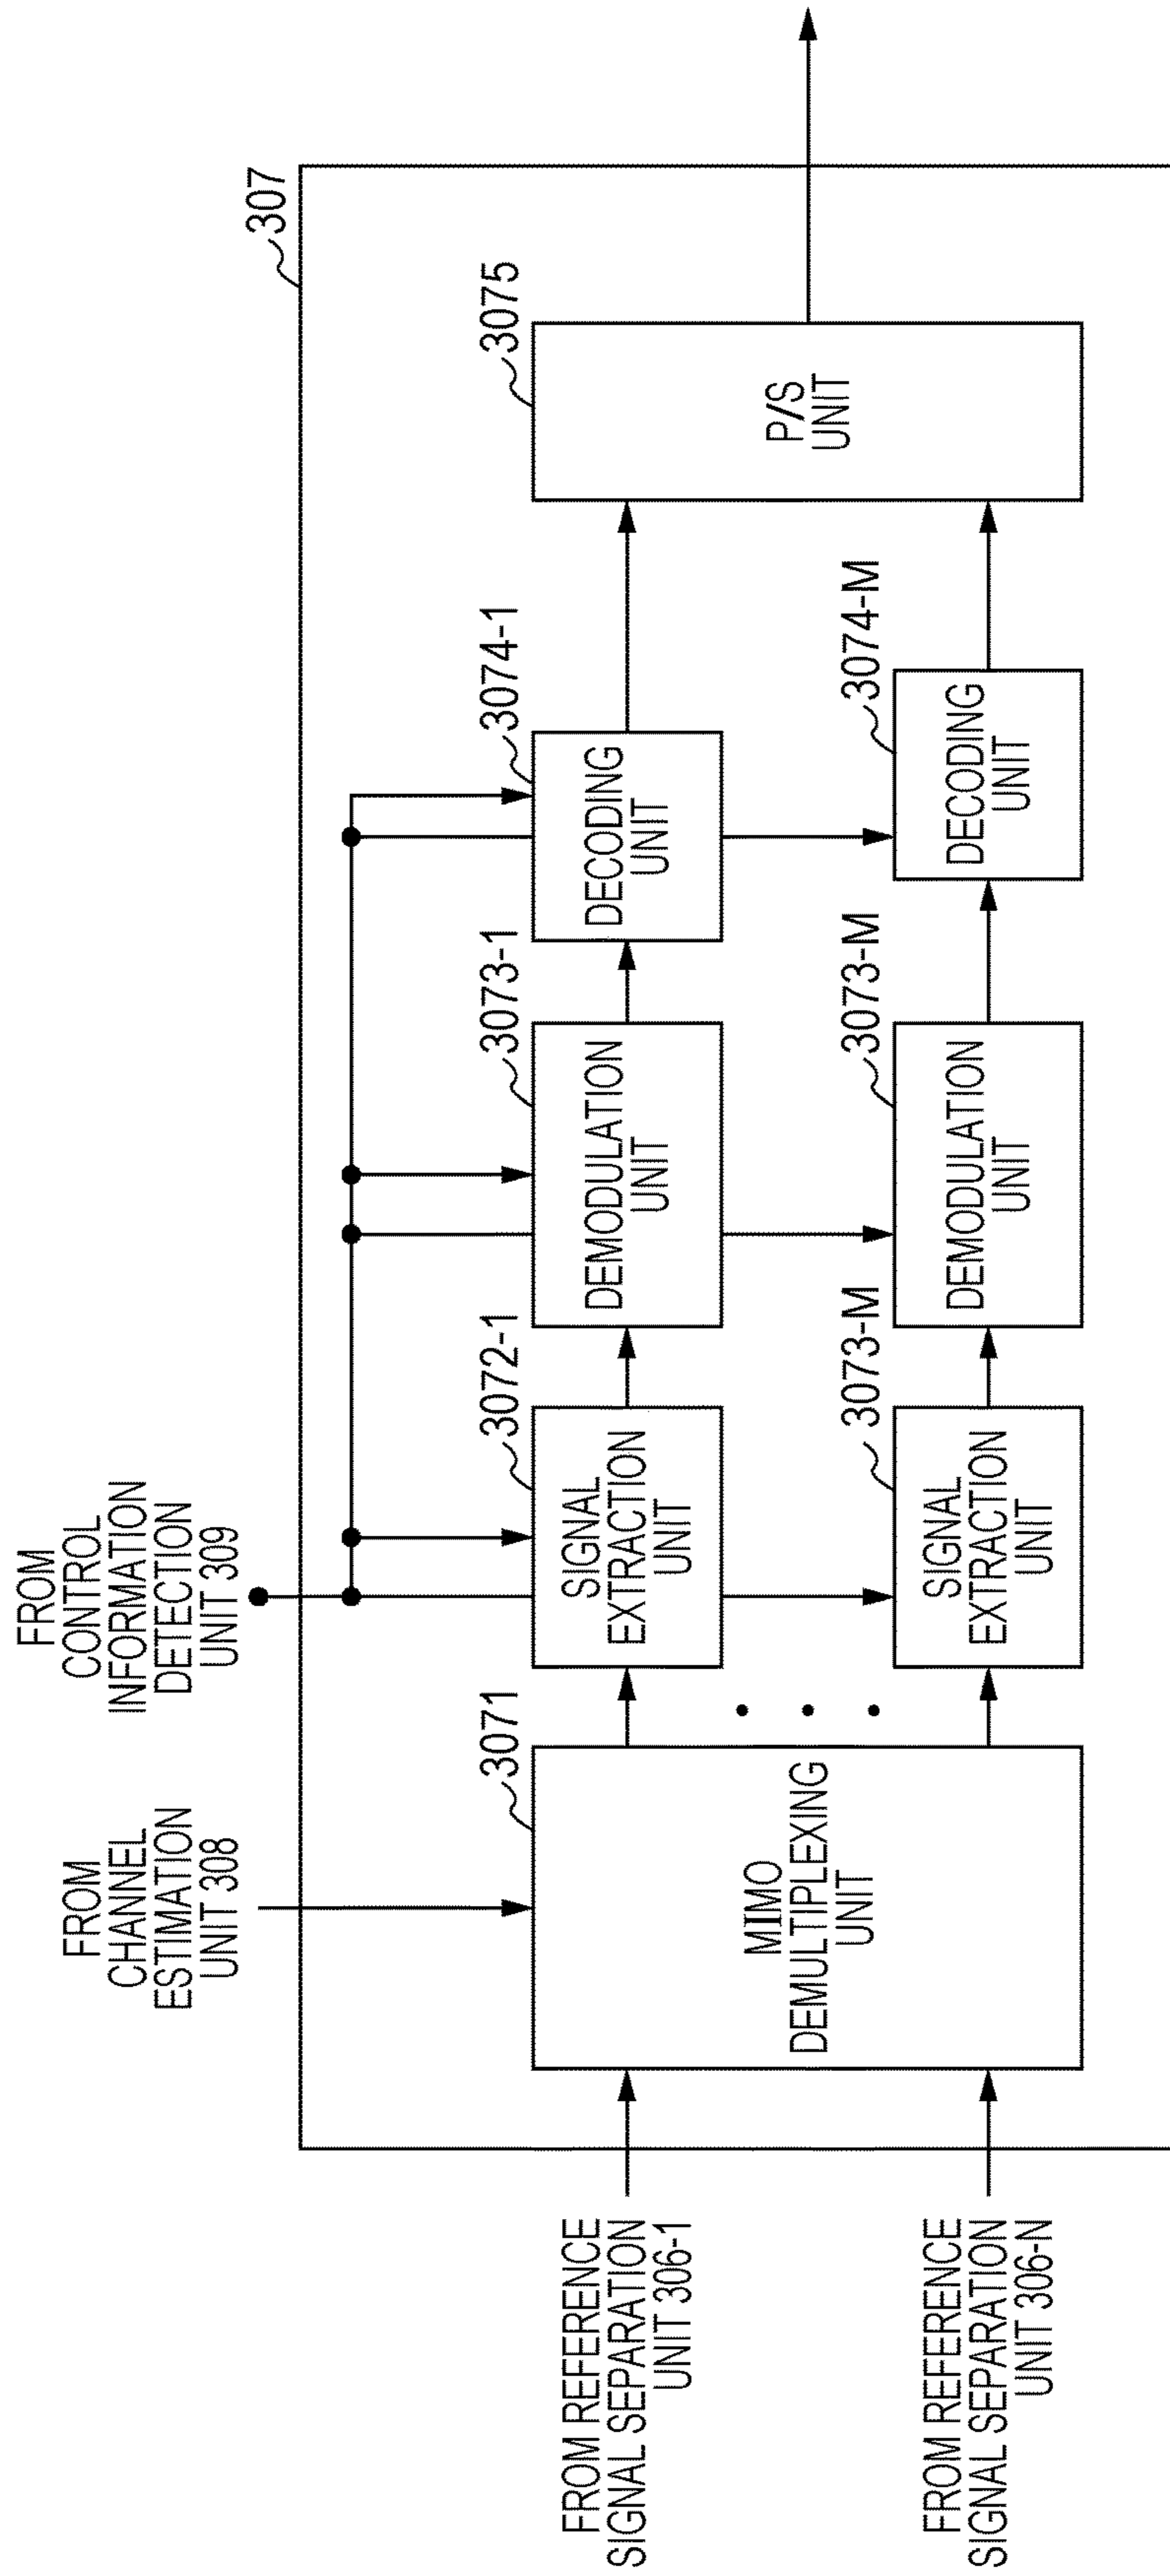 FROM
CHANNEL
ESTIMATION
UNIT 308
FROM
CONTROL
INFORMATION
DETECTION
UNIT 309
307
3071
3072-1
3073-1
3074-1
3075
FROM REFERENCE
SIGNAL SEPARATION
UNIT 306-1
MIMO
DEMULTIPLEXING
UNIT
SIGNAL
EXTRACTION
UNIT
DEMODULATION
UNIT
DECODING
UNIT
P/S
UNIT
3073-M
3073-M
3074-M
FROM REFERENCE
SIGNAL SEPARATION
UNIT 306-N
SIGNAL
EXTRACTION
UNIT
DEMODULATION
UNIT
DECODING
UNIT